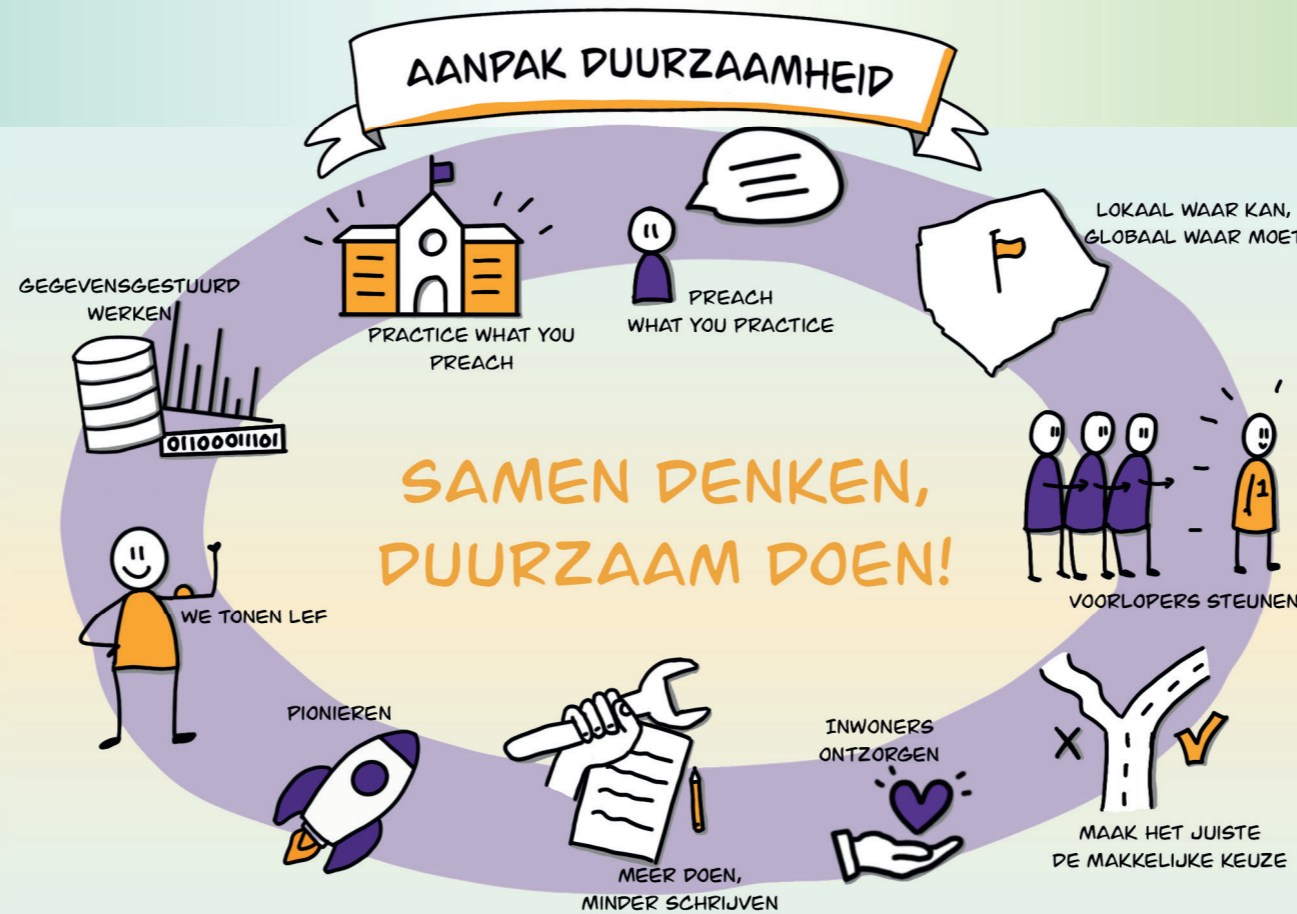 AANPAK DUURZAAMHEID
LOKAAL WAAR KAN,
GLOBAAL WAAR MOET
GEGEVENSGESTUURD
WERKEN
PRACTICE WHAT YOU
PREACH
PREACH
WHAT YOU PRACTICE
01100011101
SAMEN DENKEN,
DUURZAAM DOEN!
1
VOORLOPERS STEUNEN
WE TONEN LEF
PIONIEREN
INWONERS
ONTZORGEN
MAAK HET JUISTE
DE MAKKELIJKE KEUZE
MEER DOEN,
MINDER SCHRIJVEN